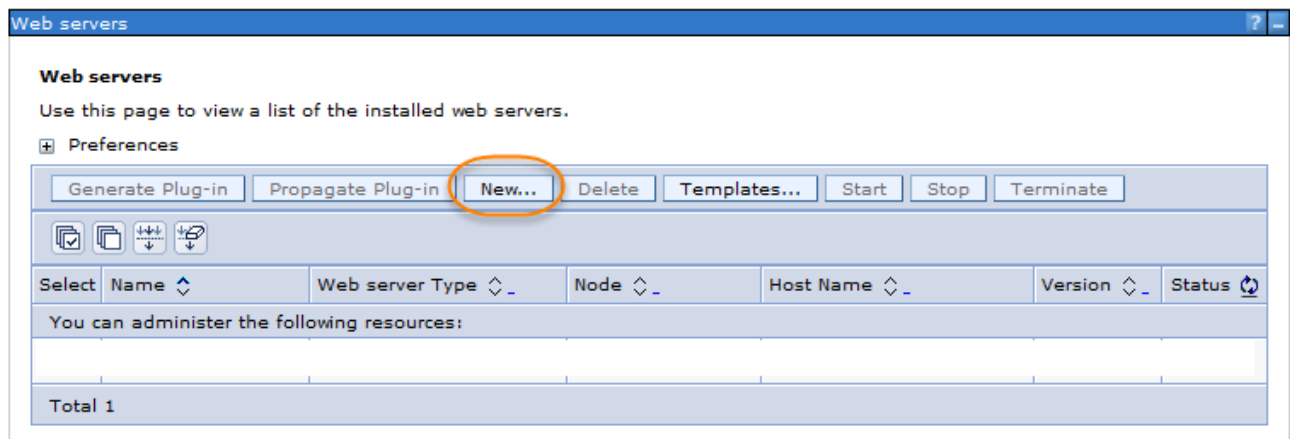 Web servers ? –
Web servers
Use this page to view a list of the installed web servers.
+ Preferences
Generate Plug-in Propagate Plug-in New... Delete Templates... Start Stop Terminate
Select Name Web server Type Node Host Name Version Status
You can administer the following resources:
Total 1